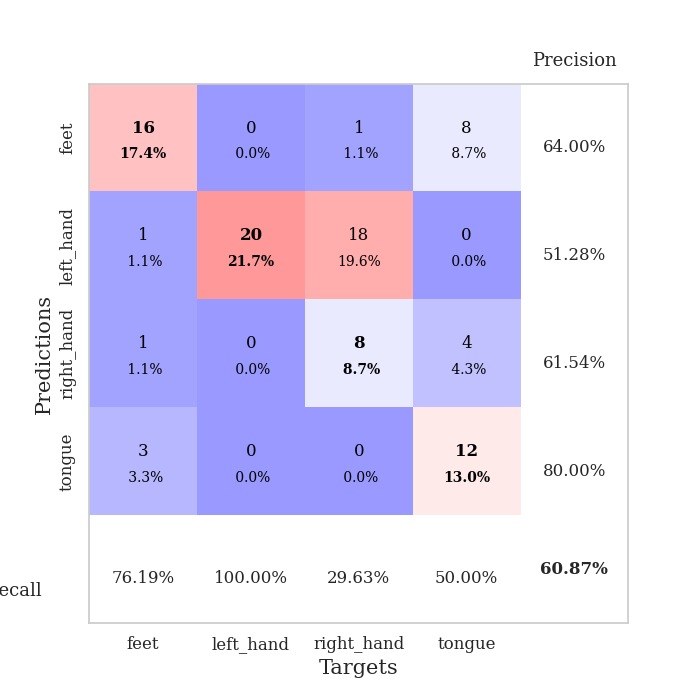 Precision
feet 16 0 1 8 64.00%
17.4% 0.0% 1.1% 8.7%
left_hand 1 20 18 0 51.28%
1.1% 21.7% 19.6% 0.0%
Predictions
right_hand 1 0 8 4 61.54%
1.1% 0.0% 8.7% 4.3%
tongue 3 0 0 12 80.00%
3.3% 0.0% 0.0% 13.0%
ecall 76.19% 100.00% 29.63% 50.00% 60.87%
feet left_hand right_hand tongue
Targets